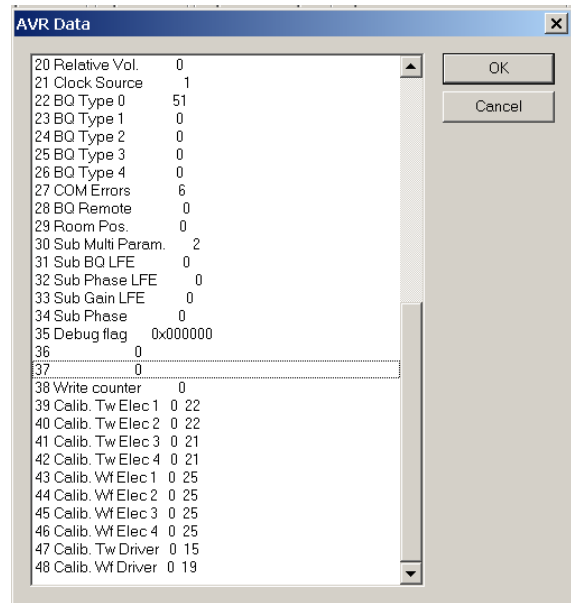 AVR Data
20 Relative Vol. 0
21 Clock Source 1
22 BQ Type 0 51
23 BQ Type 1 0
24 BQ Type 2 0
25 BQ Type 3 0
26 BQ Type 4 0
27 COM Errors 6
28 BQ Remote 0
29 Room Pos. 0
30 Sub Multi Param. 2
31 Sub BQ LFE 0
32 Sub Phase LFE 0
33 Sub Gain LFE 0
34 Sub Phase 0
35 Debug flag 0x000000
36 0
37 0
38 Write counter 0
39 Calib. Tw Elec 1 0 22
40 Calib. Tw Elec 2 0 22
41 Calib. Tw Elec 3 0 21
42 Calib. Tw Elec 4 0 21
43 Calib. Wf Elec 1 0 25
44 Calib. Wf Elec 2 0 25
45 Calib. Wf Elec 3 0 25
46 Calib. Wf Elec 4 0 25
47 Calib. Tw Driver 0 15
48 Calib. Wf Driver 0 19
OK
Cancel